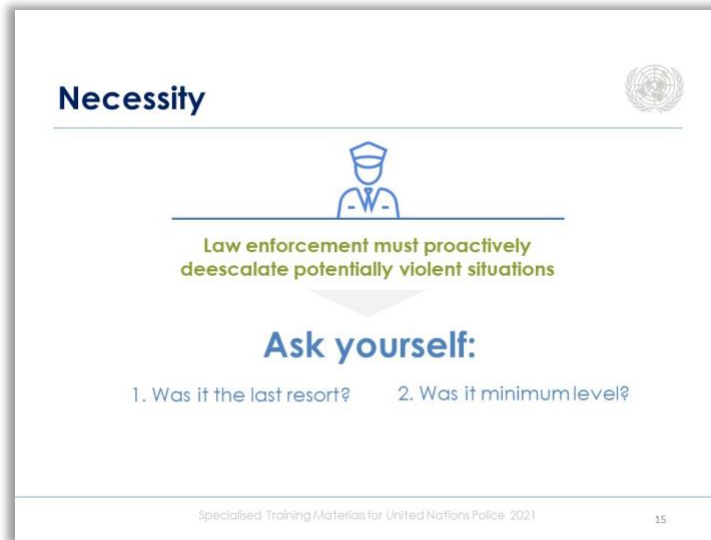 Necessity
Law enforcement must proactively
deescalate potentially violent situations
Ask yourself:
1. Was it the last resort?
2. Was it minimum level?
Specialised Training Materials for United Nations Police 2021
15